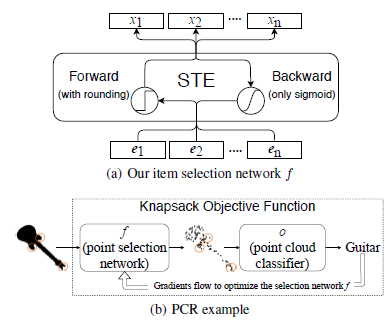 x1 x2 .... xn
Forward STE Backward
(with rounding) (only sigmoid)
e1 e2 .... en
(a) Our item selection network f
Knapsack Objective Function
f o
(point selection (point cloud Guitar
network) classifier)
Gradients flow to optimize the selection network f
(b) PCR example